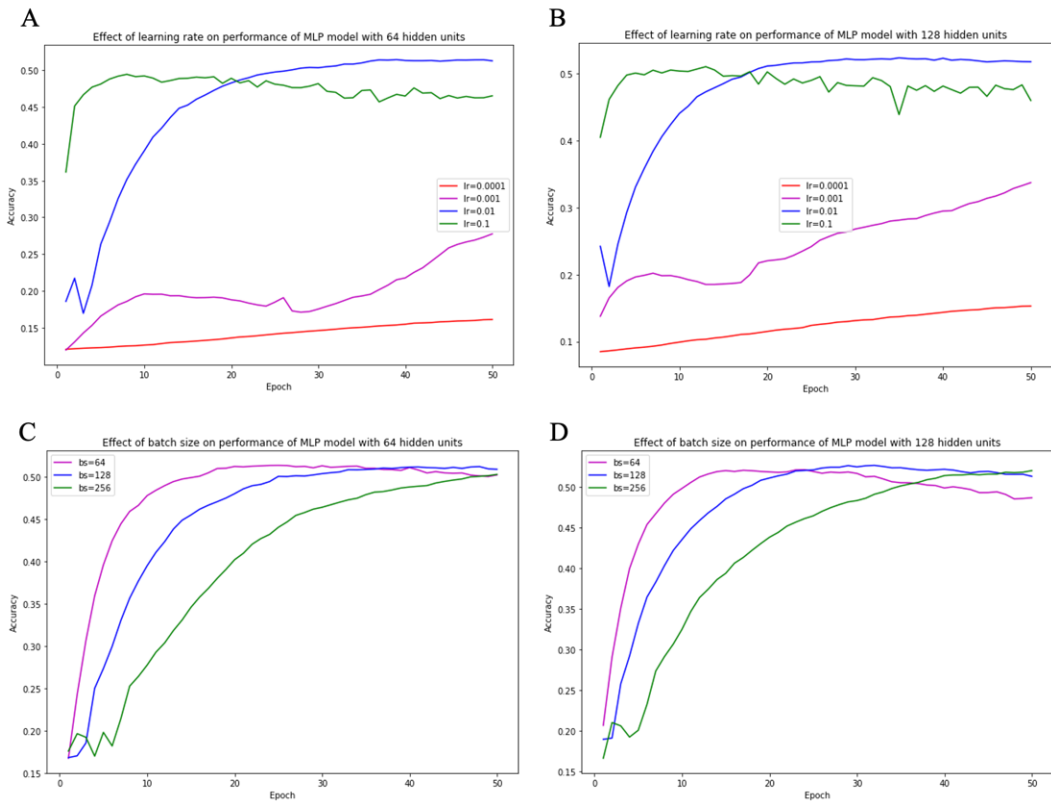 A
Effect of learning rate on performance of MLP model with 64 hidden units
0.50
0.45
0.40
0.35
0.30
0.25
0.20
0.15
Accuracy
lr=0.0001
lr=0.001
lr=0.01
lr=0.1
0
10
20
30
40
50
Epoch
B
Effect of learning rate on performance of MLP model with 128 hidden units
0.5
0.4
0.3
0.2
0.1
Accuracy
lr=0.0001
lr=0.001
lr=0.01
lr=0.1
0
10
20
30
40
50
Epoch
C
Effect of batch size on performance of MLP model with 64 hidden units
bs=64
bs=128
bs=256
0.50
0.45
0.40
0.35
0.30
0.25
0.20
0.15
Accuracy
0
10
20
30
40
50
Epoch
D
Effect of batch size on performance of MLP model with 128 hidden units
bs=64
bs=128
bs=256
0.50
0.45
0.40
0.35
0.30
0.25
0.20
0.15
Accuracy
0
10
20
30
40
50
Epoch